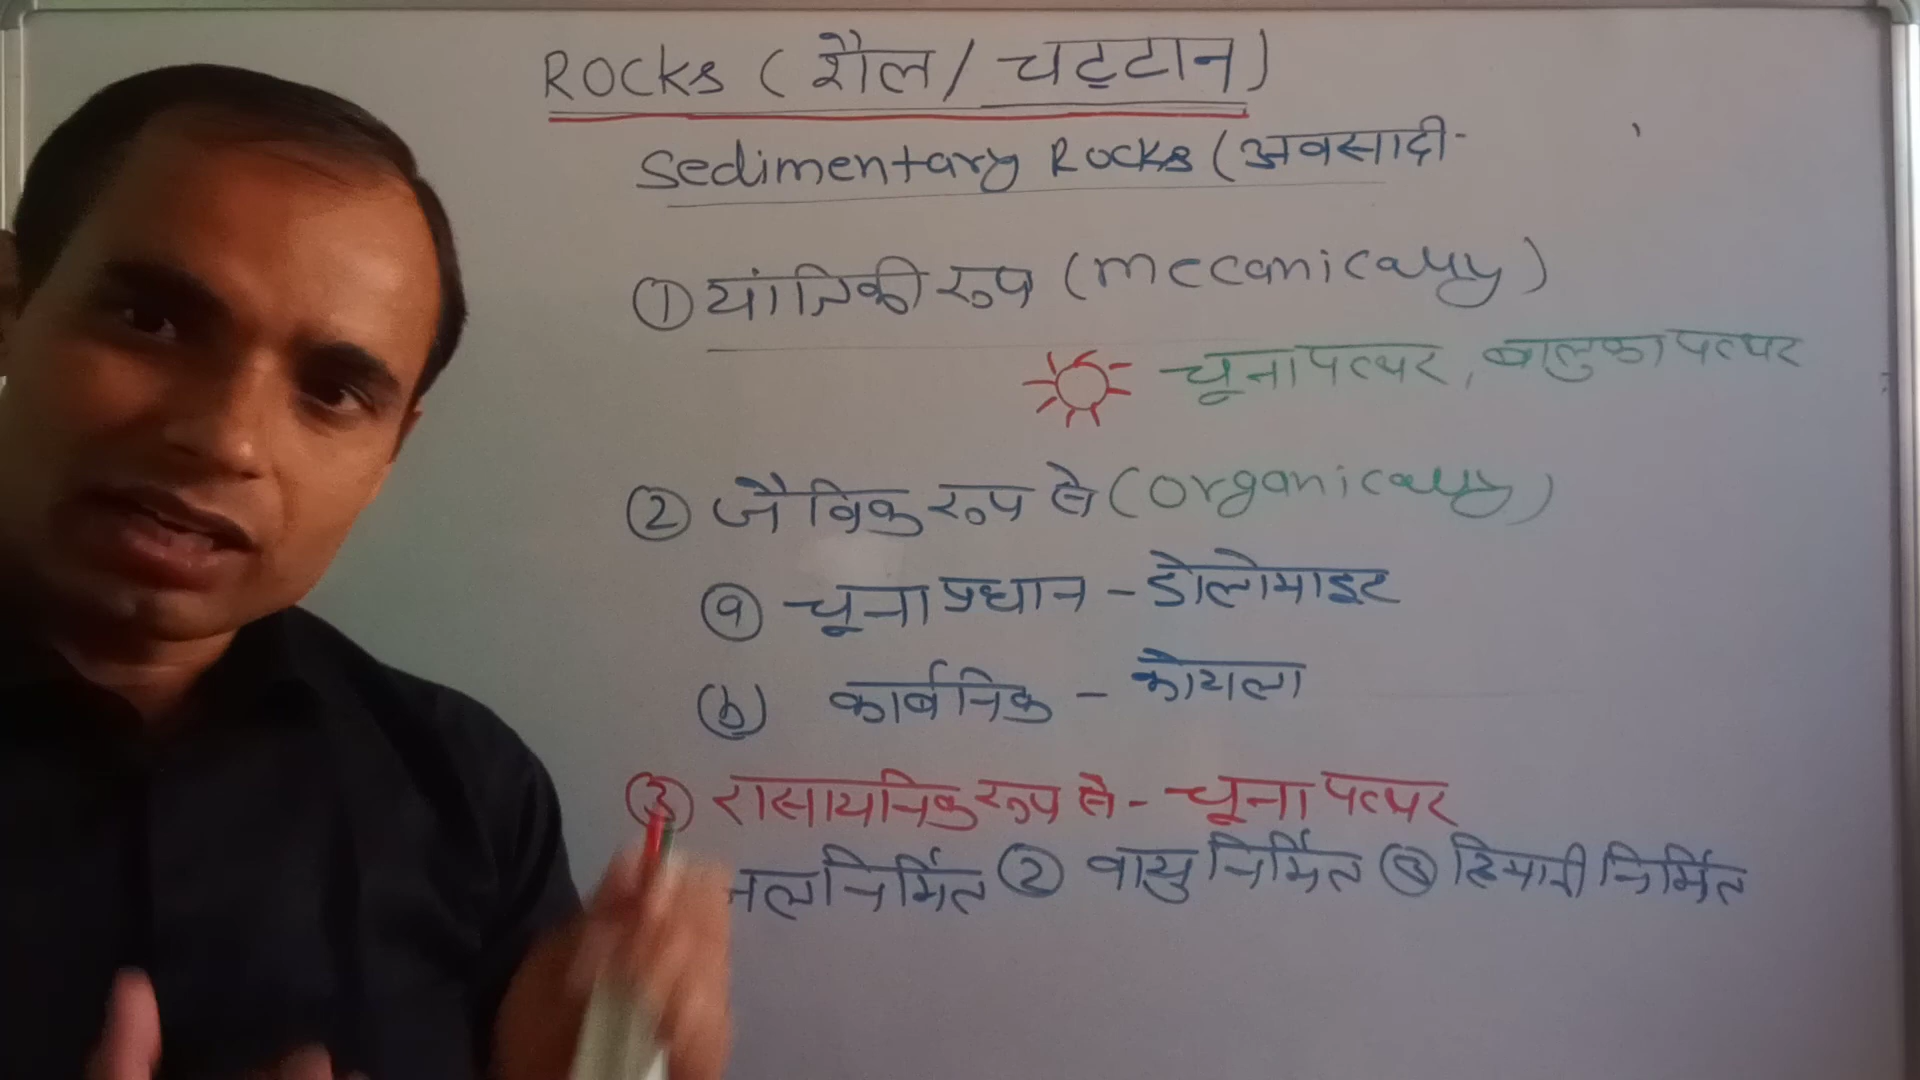 ROCKS ( शैल / चट्टान )
Sedimentary Rocks ( अवसादी-
① यांत्रिकी रूप ( meccanically )
चूना पत्थर, बालुका पत्थर
② जैविक रूप से ( organically )
ⓐ चूना प्रधान - डोलोमाइट
(b) कार्बनिक - कोयला
③ रासायनिक रूप से - चूना पत्थर
जलनिर्मित ② वायु निर्मित ③ हिमानी निर्मित